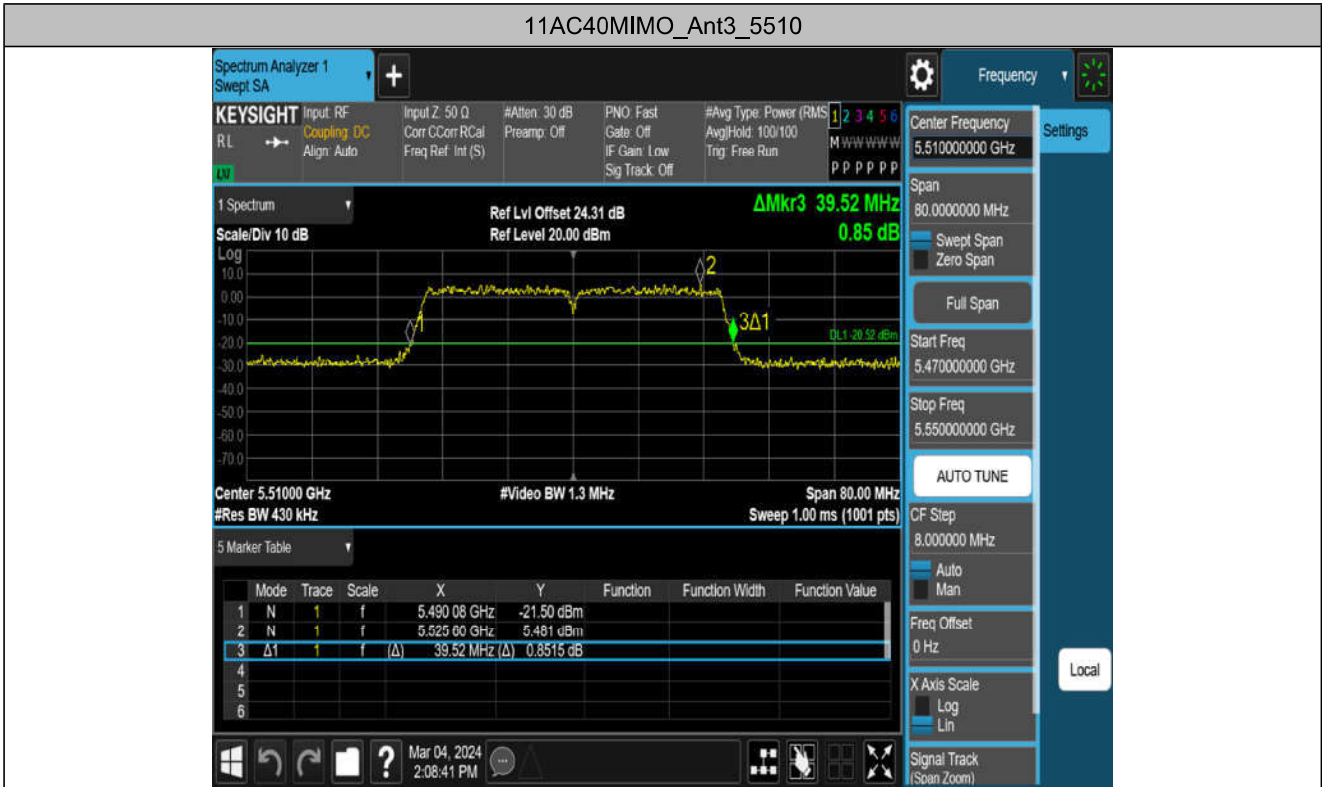 11AC40MIMO_Ant3_5510
Spectrum Analyzer 1
Swept SA
+
Frequency
KEYSIGHT
RL
LXI
Input: RF
Coupling: DC
Align: Auto
Input Z: 50 Ω
Corr CCorr RCal
Freq Ref: Int (S)
#Atten: 30 dB
Preamp: Off
PNO: Fast
Gate: Off
IF Gain: Low
Sig Track: Off
#Avg Type: Power (RMS
Avg|Hold: 100/100
Trig: Free Run
1 2 3 4 5 6
M W W W W W
P P P P P P
Center Frequency
5.510000000 GHz
Settings
Span
80.0000000 MHz
Swept Span
Zero Span
Full Span
Start Freq
5.470000000 GHz
Stop Freq
5.550000000 GHz
AUTO TUNE
CF Step
8.000000 MHz
Auto
Man
Freq Offset
0 Hz
X Axis Scale
Log
Lin
Signal Track
(Span Zoom)
Local
1 Spectrum
Scale/Div 10 dB
Ref Lvl Offset 24.31 dB
Ref Level 20.00 dBm
ΔMkr3 39.52 MHz
0.85 dB
Log
10.0
0.00
-10.0
-20.0
-30.0
-40.0
-50.0
-60.0
-70.0
1
2
3Δ1
DL1 -20.52 dBm
Center 5.51000 GHz
#Video BW 1.3 MHz
Span 80.00 MHz
#Res BW 430 kHz
Sweep 1.00 ms (1001 pts)
5 Marker Table
Mode Trace Scale X Y Function Function Width Function Value
1 N 1 f 5.490 08 GHz -21.50 dBm
2 N 1 f 5.525 60 GHz 5.481 dBm
3 Δ1 1 f (Δ) 39.52 MHz (Δ) 0.8515 dB
4
5
6
?
Mar 04, 2024
2:08:41 PM